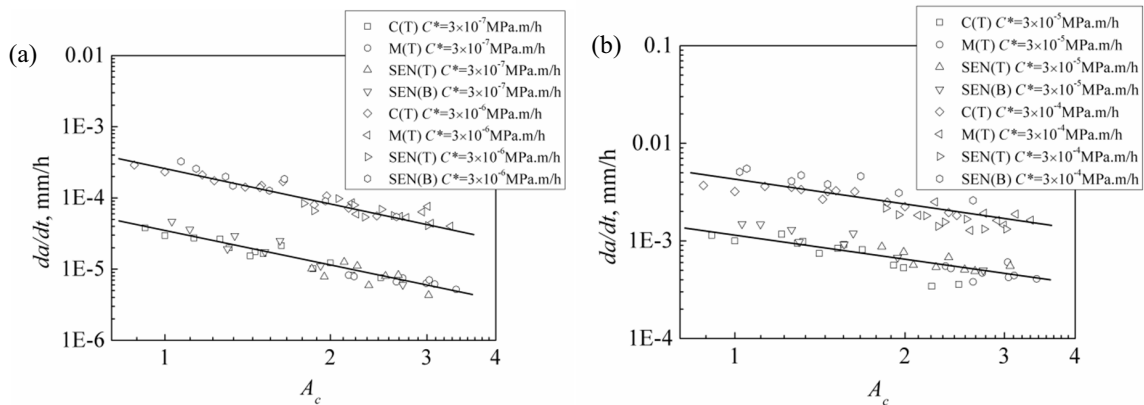 (a)
C(T) C*=3×10⁻⁷MPa.m/h
M(T) C*=3×10⁻⁷MPa.m/h
SEN(T) C*=3×10⁻⁷MPa.m/h
SEN(B) C*=3×10⁻⁷MPa.m/h
C(T) C*=3×10⁻⁶MPa.m/h
M(T) C*=3×10⁻⁶MPa.m/h
SEN(T) C*=3×10⁻⁶MPa.m/h
SEN(B) C*=3×10⁻⁶MPa.m/h
0.01
1E-3
1E-4
1E-5
1E-6
da/dt, mm/h
1 2 3 4
A_c
(b)
C(T) C*=3×10⁻⁵MPa.m/h
M(T) C*=3×10⁻⁵MPa.m/h
SEN(T) C*=3×10⁻⁵MPa.m/h
SEN(B) C*=3×10⁻⁵MPa.m/h
C(T) C*=3×10⁻⁴MPa.m/h
M(T) C*=3×10⁻⁴MPa.m/h
SEN(T) C*=3×10⁻⁴MPa.m/h
SEN(B) C*=3×10⁻⁴MPa.m/h
0.1
0.01
1E-3
1E-4
da/dt, mm/h
1 2 3 4
A_c